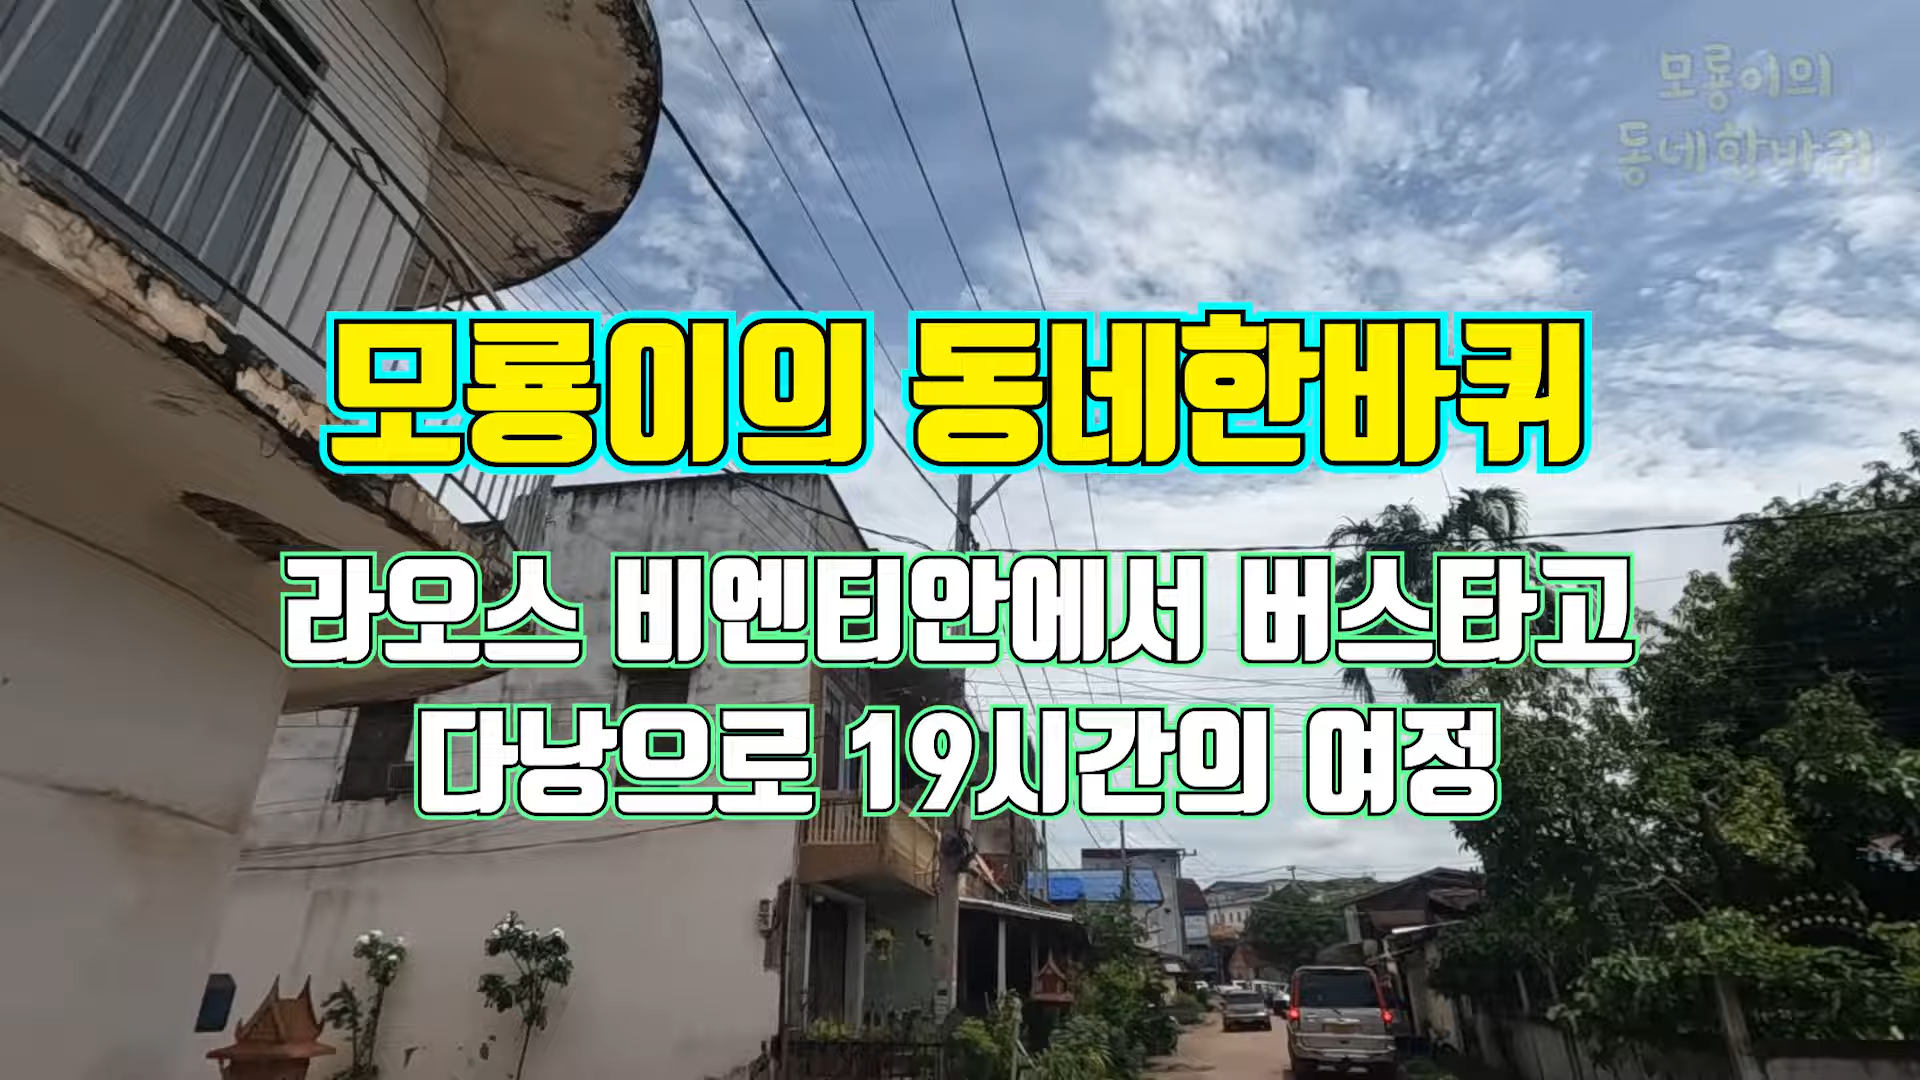 모룡이의
동네한바퀴
모룡이의 동네한바퀴
라오스 비엔티안에서 버스타고
다낭으로 19시간의 여정